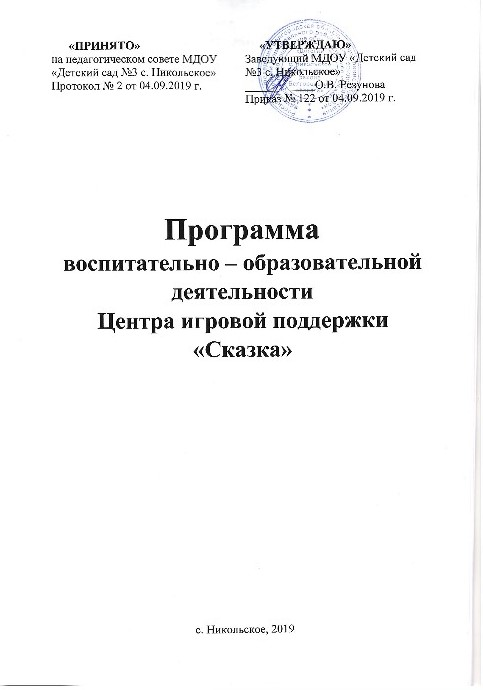 «ПРИНЯТО»
на педагогическом совете МДОУ
«Детский сад №3 с. Никольское»
Протокол № 2 от 04.09.2019 г.
«УТВЕРЖДАЮ»
Заведующий МДОУ «Детский сад
№3 с. Никольское»
О.В. Резунова
Приказ № 122 от 04.09.2019 г.
Программа
воспитательно – образовательной
деятельности
Центра игровой поддержки
«Сказка»
с. Никольское, 2019